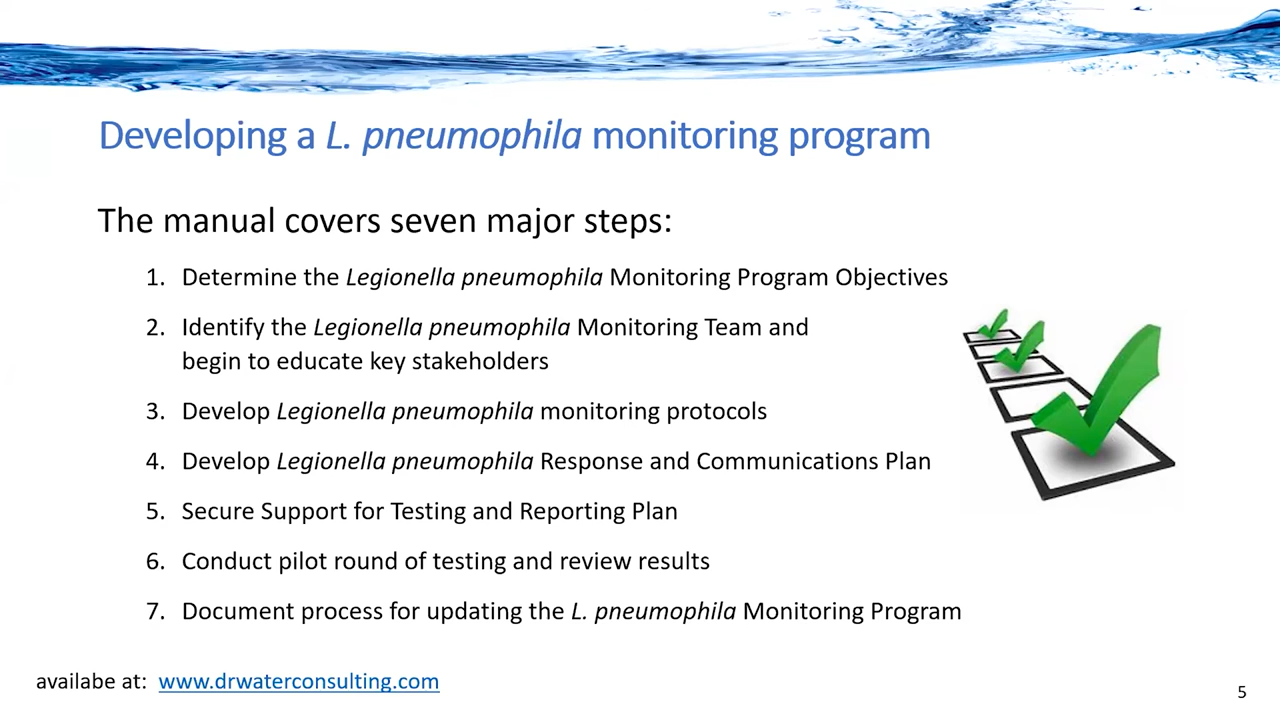 Developing a L. pneumophila monitoring program
The manual covers seven major steps:
1. Determine the Legionella pneumophila Monitoring Program Objectives
2. Identify the Legionella pneumophila Monitoring Team and
begin to educate key stakeholders
3. Develop Legionella pneumophila monitoring protocols
4. Develop Legionella pneumophila Response and Communications Plan
5. Secure Support for Testing and Reporting Plan
6. Conduct pilot round of testing and review results
7. Document process for updating the L. pneumophila Monitoring Program
availabe at: www.drwaterconsulting.com
5